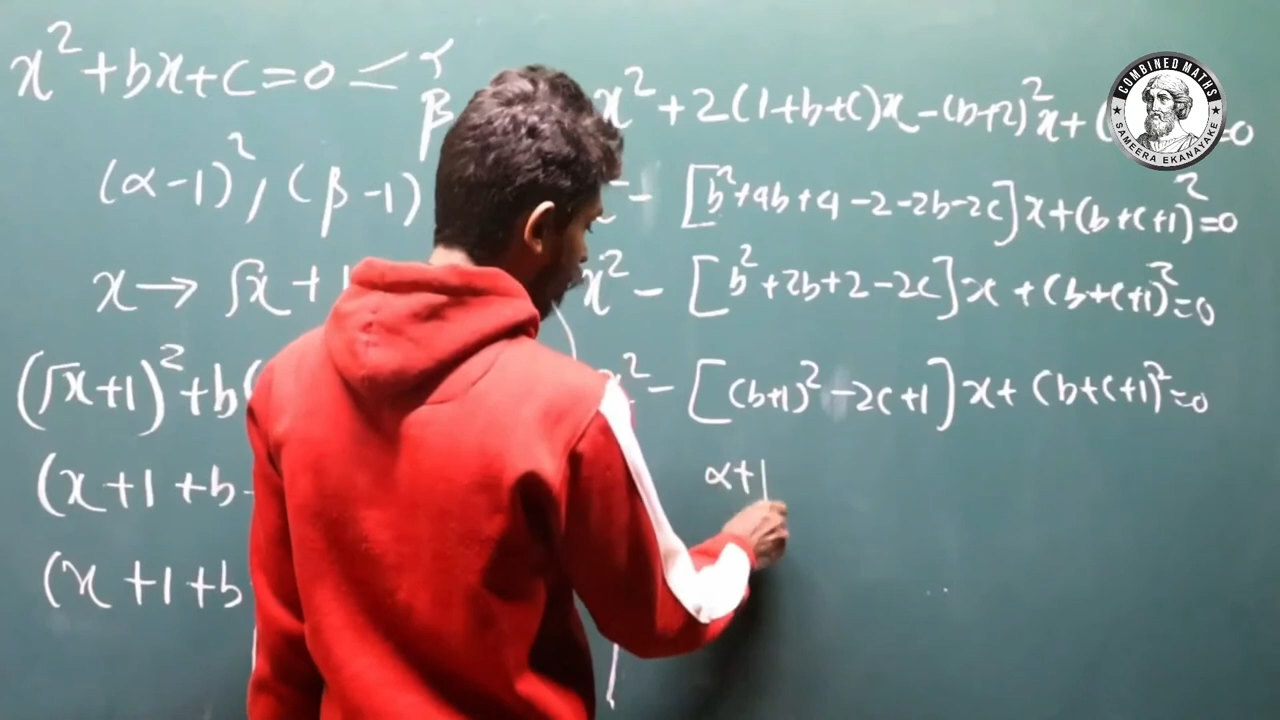 x² + bx + c = 0 < α
β
(α - 1)², (β - 1)
x → √x + 1
(√x + 1)² + b(
(x + 1 + b
(x + 1 + b
x² + 2(1+b+c)x - (b+2)²x + ( = 0
- [b² + 4b + 4 - 2 - 2b - 2c]x + (b+c+1)² = 0
x² - [b² + 2b + 2 - 2c]x + (b+c+1)² = 0
x² - [(b+1)² - 2c + 1]x + (b+c+1)² = 0
α + 1
COMBINED MATHS
SAMEERA EKANAYAKE